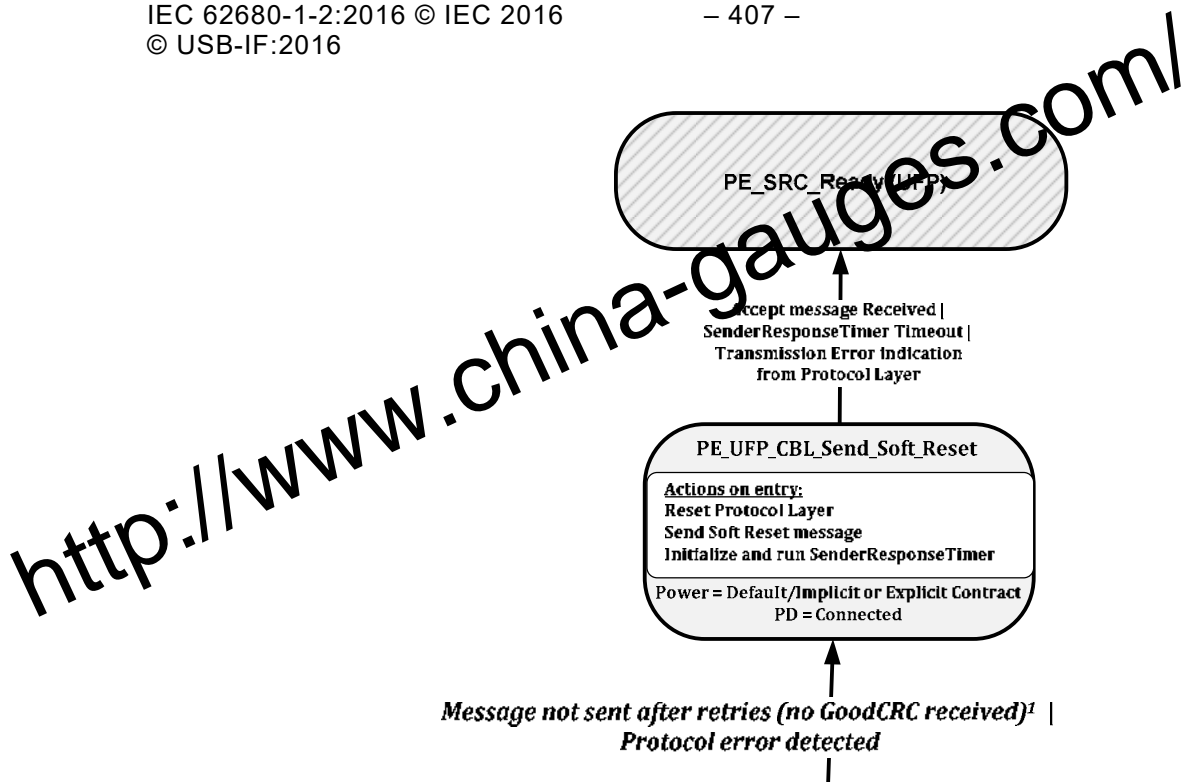 IEC 62680-1-2:2016 © IEC 2016 – 407 –
© USB-IF:2016
http://www.china-gauges.com/
PE_SRC_Ready (UFP)
Accept message Received |
SenderResponseTimer Timeout |
Transmission Error indication
from Protocol Layer
PE_UFP_CBL_Send_Soft_Reset
Actions on entry:
Reset Protocol Layer
Send Soft Reset message
Initialize and run SenderResponseTimer
Power = Default/Implicit or Explicit Contract
PD = Connected
Message not sent after retries (no GoodCRC received)¹ |
Protocol error detected